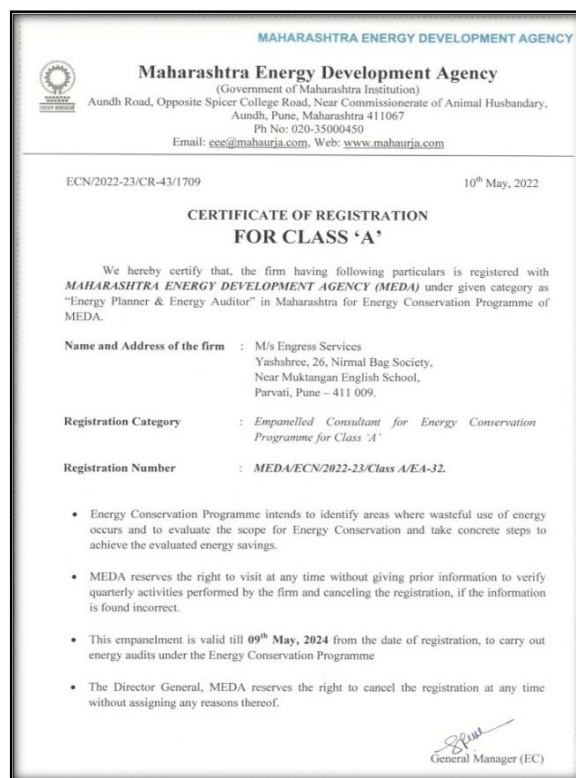 MAHARASHTRA ENERGY DEVELOPMENT AGENCY
Maharashtra Energy Development Agency
(Government of Maharashtra Institution)
Aundh Road, Opposite Spicer College Road, Near Commissionerate of Animal Husbandary,
Aundh, Pune, Maharashtra 411067
Ph No: 020-35000450
Email: eee@mahaurja.com, Web: www.mahaurja.com
ECN/2022-23/CR-43/1709 10th May, 2022
CERTIFICATE OF REGISTRATION
FOR CLASS ‘A’
We hereby certify that, the firm having following particulars is registered with
MAHARASHTRA ENERGY DEVELOPMENT AGENCY (MEDA) under given category as
“Energy Planner & Energy Auditor” in Maharashtra for Energy Conservation Programme of
MEDA.
Name and Address of the firm : M/s Engress Services
Yashshree, 26, Nirmal Bag Society,
Near Muktangan English School,
Parvati, Pune – 411 009.
Registration Category : Empanelled Consultant for Energy Conservation
Programme for Class ‘A’
Registration Number : MEDA/ECN/2022-23/Class A/EA-32.
• Energy Conservation Programme intends to identify areas where wasteful use of energy
occurs and to evaluate the scope for Energy Conservation and take concrete steps to
achieve the evaluated energy savings.
• MEDA reserves the right to visit at any time without giving prior information to verify
quarterly activities performed by the firm and canceling the registration, if the information
is found incorrect.
• This empanelment is valid till 09th May, 2024 from the date of registration, to carry out
energy audits under the Energy Conservation Programme
• The Director General, MEDA reserves the right to cancel the registration at any time
without assigning any reasons thereof.
General Manager (EC)